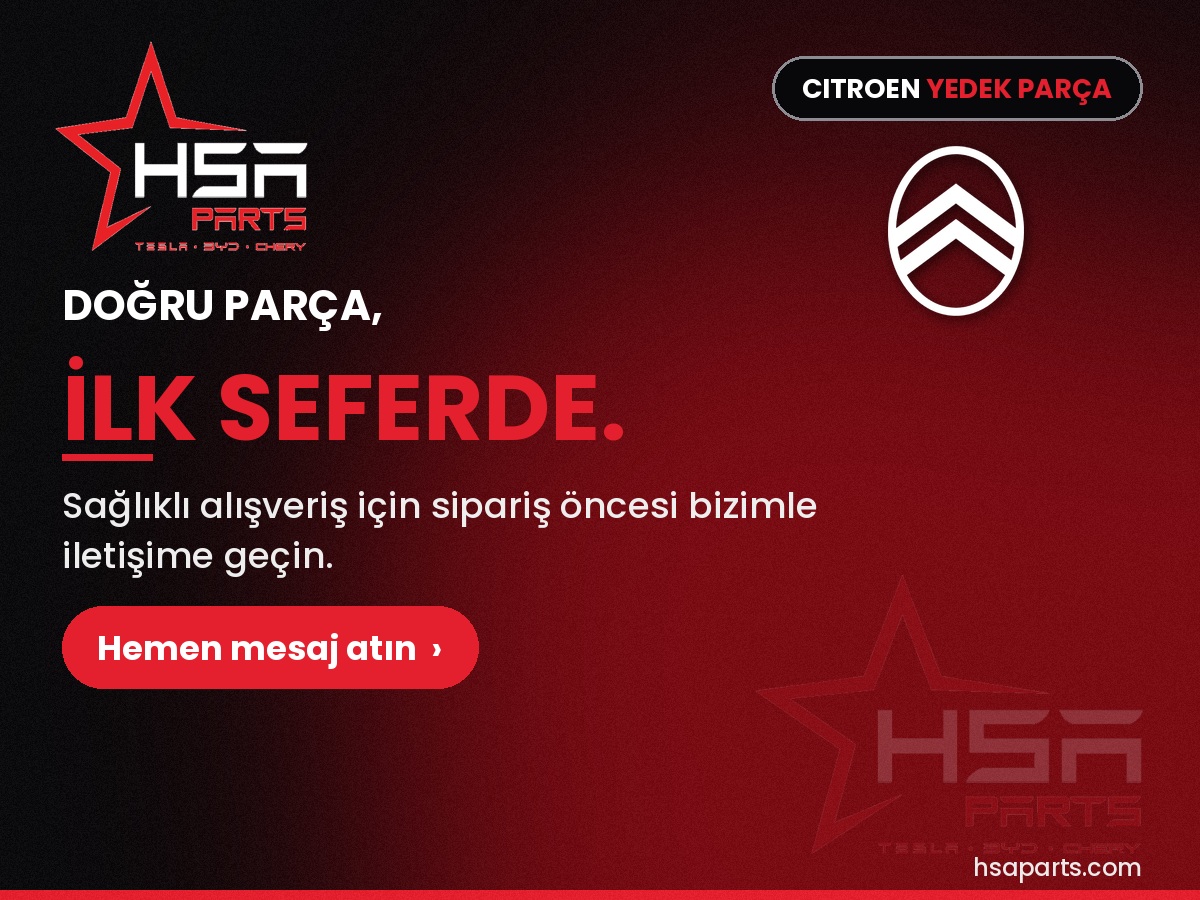 HSA
PARTS
TESLA · BYD · CHERY
CITROEN YEDEK PARÇA
DOĞRU PARÇA,
İLK SEFERDE.
Sağlıklı alışveriş için sipariş öncesi bizimle
iletişime geçin.
Hemen mesaj atın ›
HSA
PARTS
TESLA · BYD · CHERY
hsaparts.com